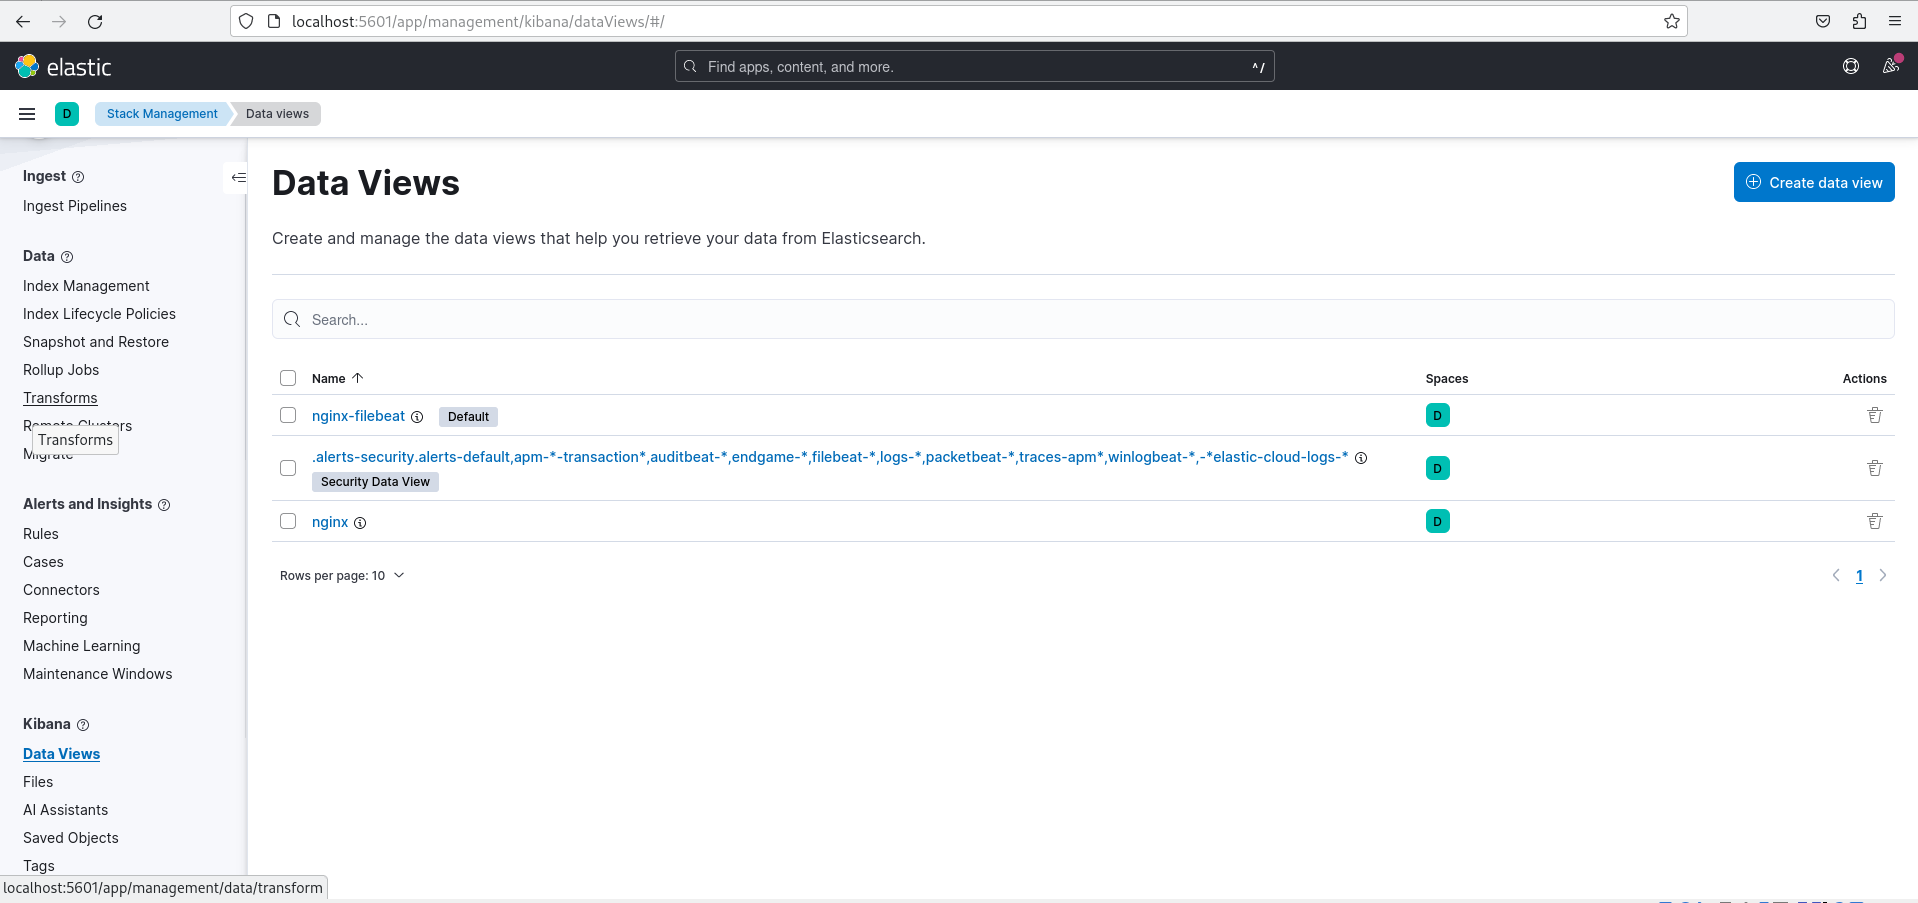 localhost:5601/app/management/kibana/dataViews/#/
elastic
Find apps, content, and more.
^/
D
Stack Management
Data views
Ingest
Ingest Pipelines
Data
Index Management
Index Lifecycle Policies
Snapshot and Restore
Rollup Jobs
Transforms
Remote Clusters
Transforms
Migrate
Alerts and Insights
Rules
Cases
Connectors
Reporting
Machine Learning
Maintenance Windows
Kibana
Data Views
Files
AI Assistants
Saved Objects
Tags
localhost:5601/app/management/data/transform
Data Views
Create data view
Create and manage the data views that help you retrieve your data from Elasticsearch.
Search...
Name Spaces Actions
nginx-filebeat Default D
.alerts-security.alerts-default,apm-*-transaction*,auditbeat-*,endgame-*,filebeat-*,logs-*,packetbeat-*,traces-apm*,winlogbeat-*,-*elastic-cloud-logs-* D
Security Data View
nginx D
Rows per page: 10
1